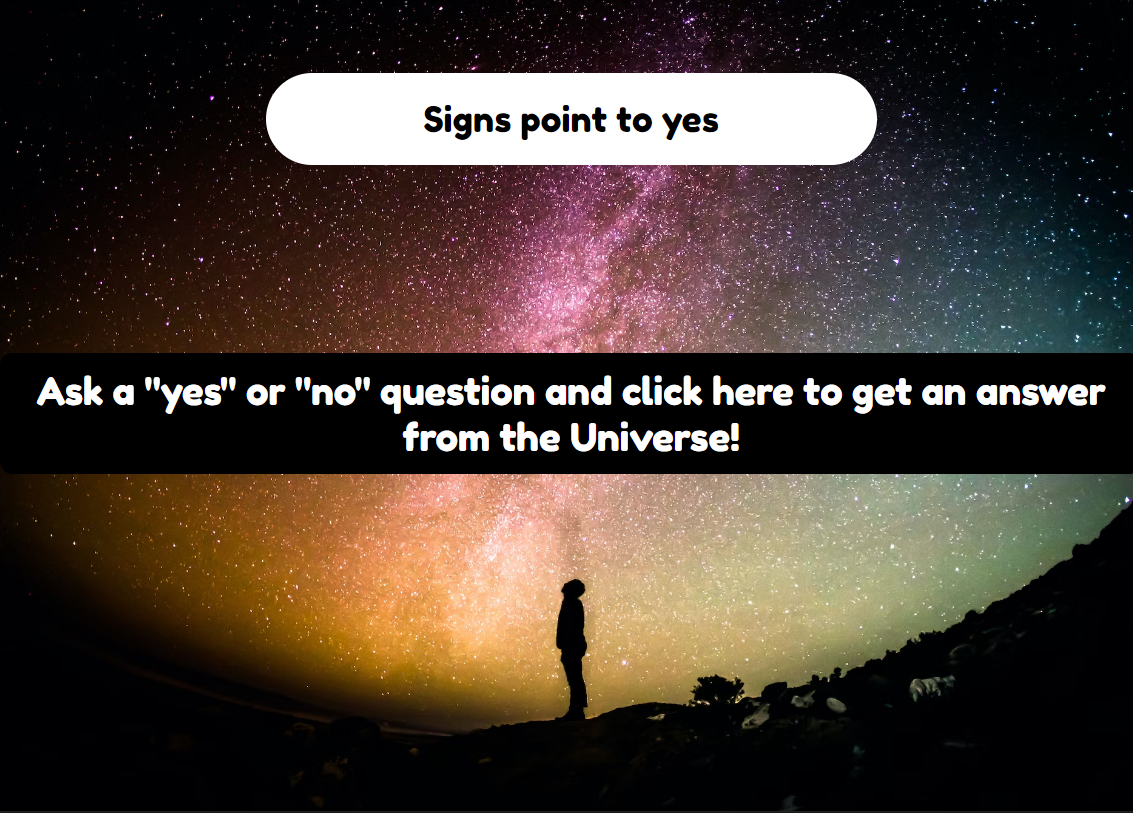 Signs point to yes
Ask a "yes" or "no" question and click here to get an answer
from the Universe!